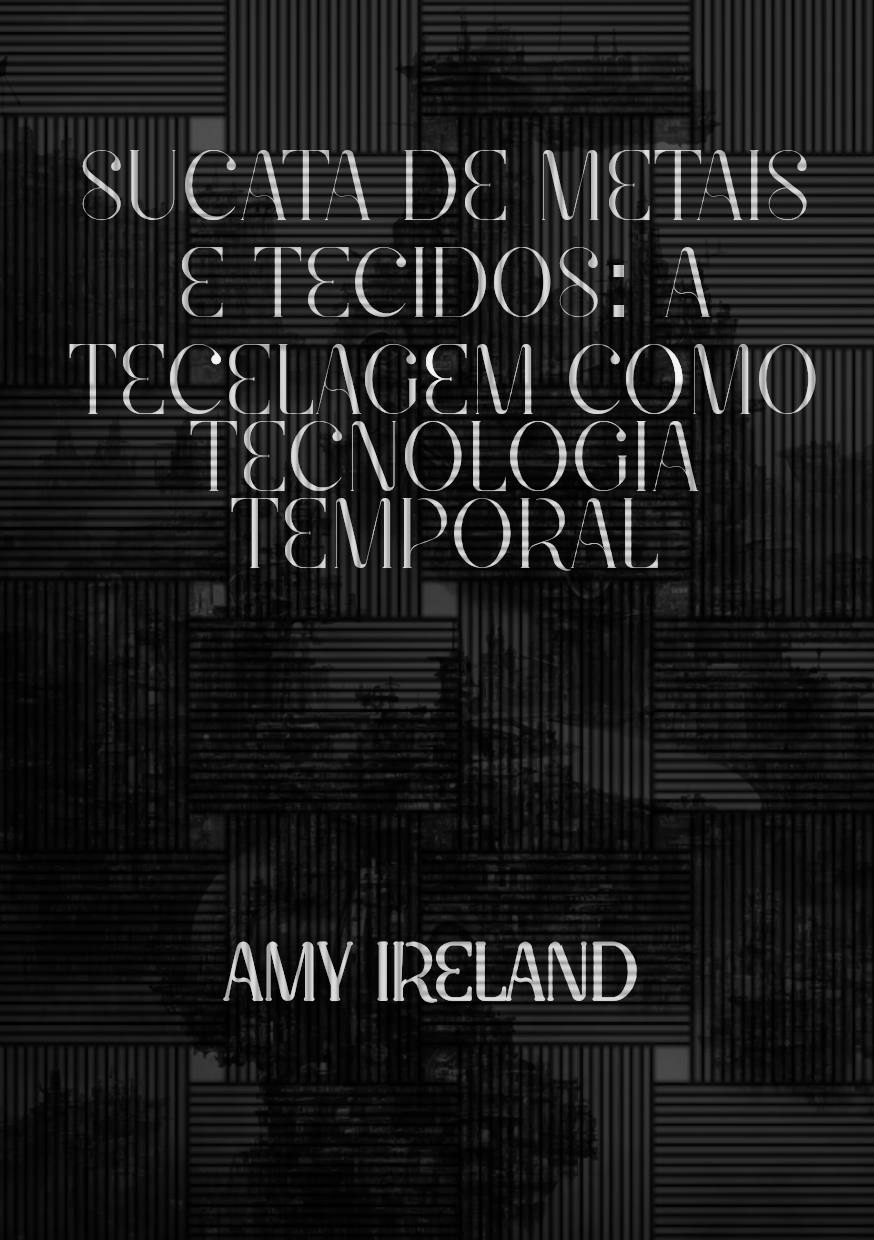 SUCATA DE METAIS
E TECIDOS: A
TECELAGEM COMO
TECNOLOGIA
TEMPORAL
AMY IRELAND